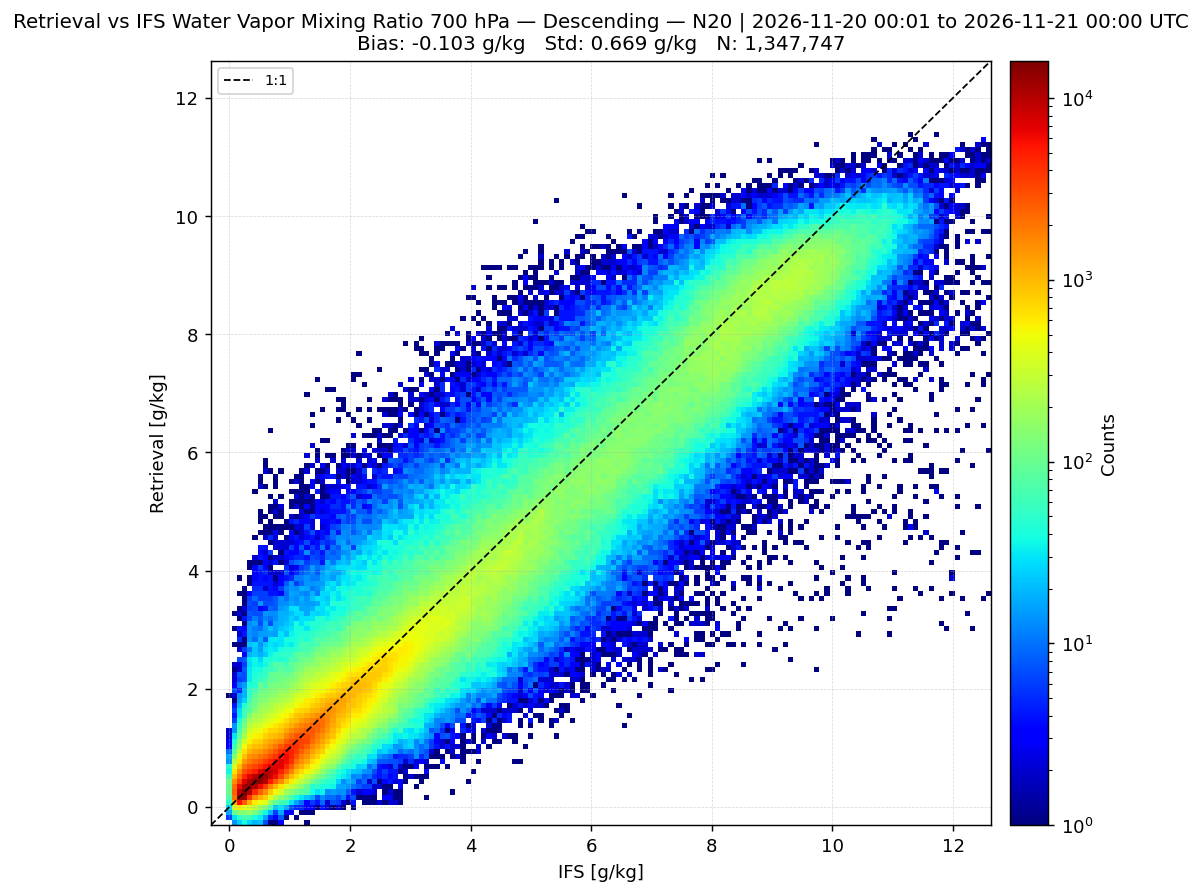 Retrieval vs IFS Water Vapor Mixing Ratio 700 hPa — Descending — N20 | 2026-11-20 00:01 to 2026-11-21 00:00 UTC
Bias: -0.103 g/kg   Std: 0.669 g/kg   N: 1,347,747
1:1
12
10
8
6
4
2
0
Retrieval [g/kg]
0 2 4 6 8 10 12
IFS [g/kg]
10⁴
10³
10²
10¹
10⁰
Counts